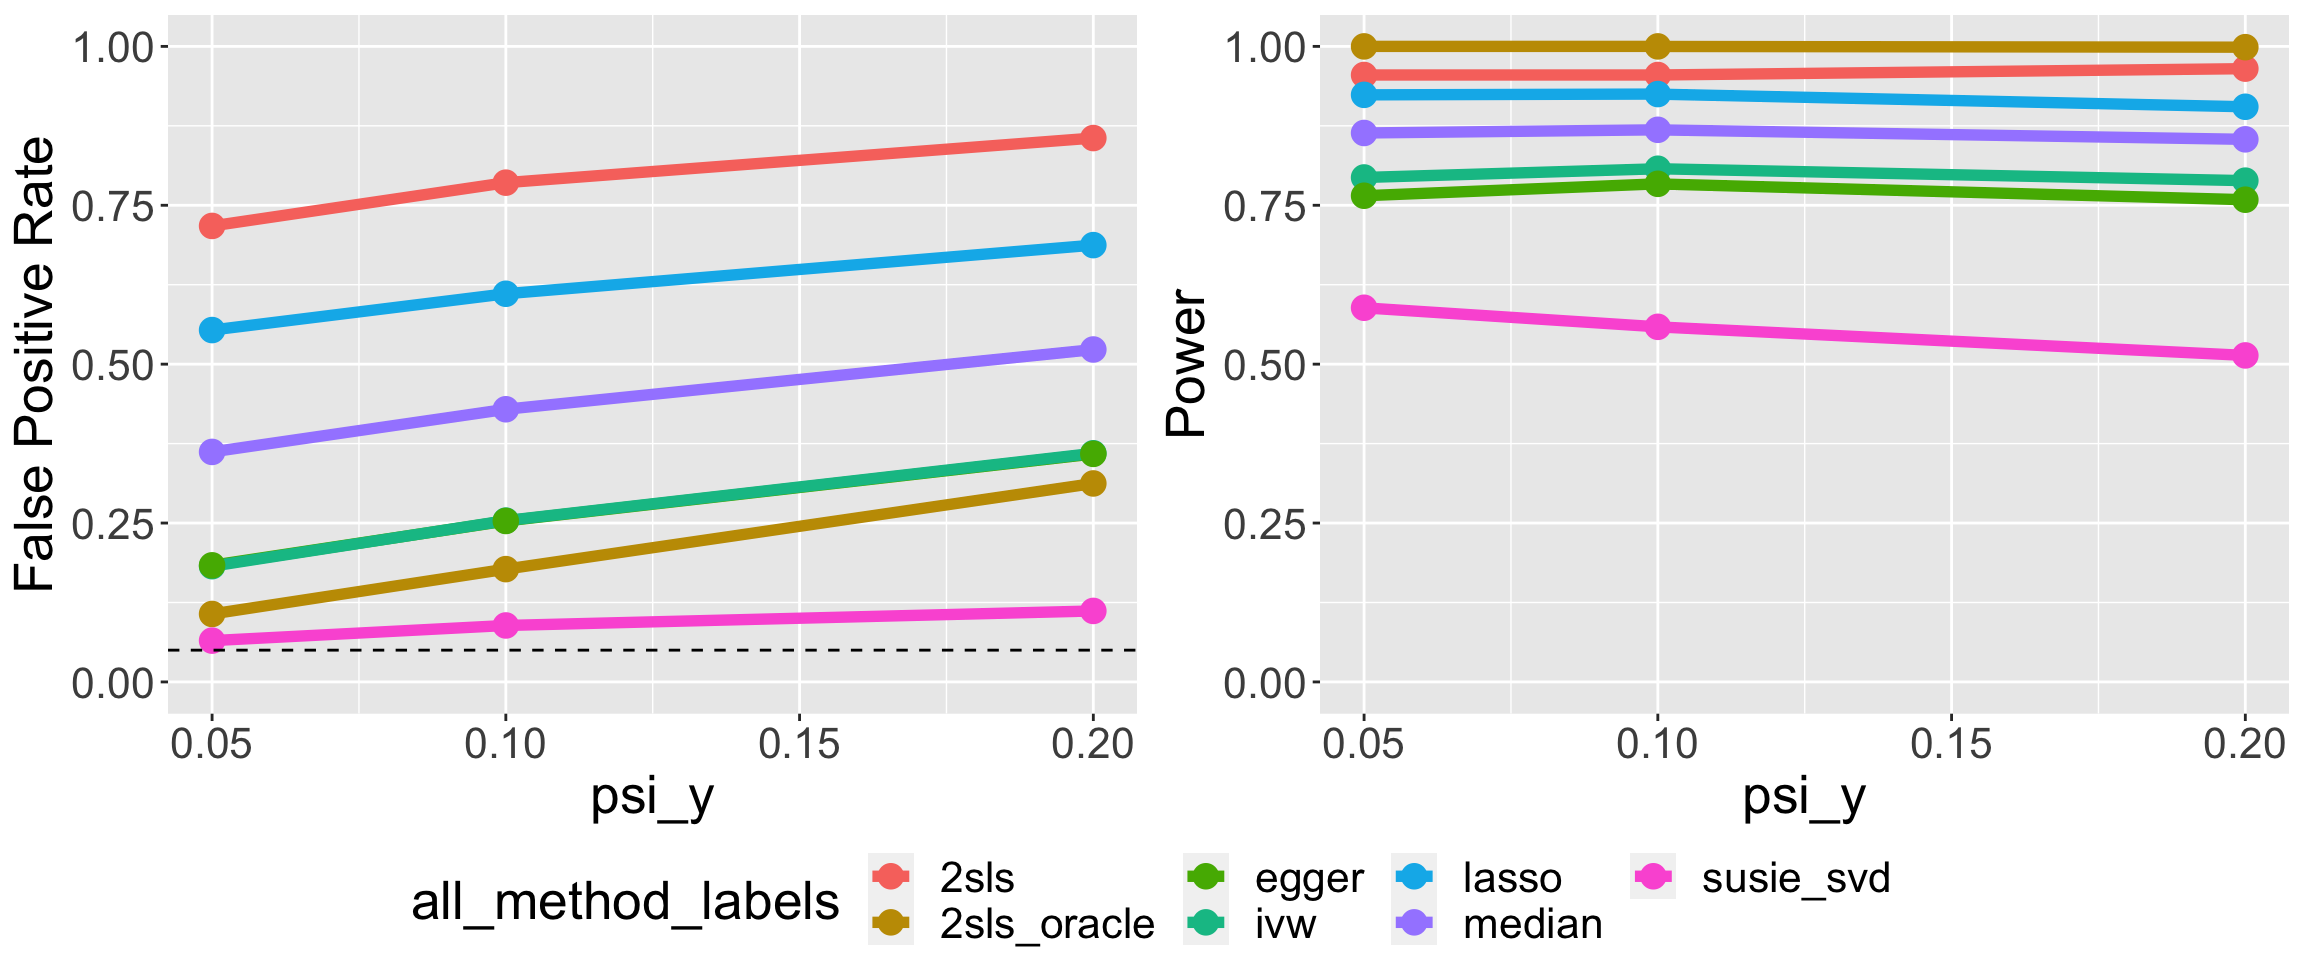 False Positive Rate
1.00
0.75
0.50
0.25
0.00
0.05 0.10 0.15 0.20
psi_y
Power
1.00
0.75
0.50
0.25
0.00
0.05 0.10 0.15 0.20
psi_y
all_method_labels
2sls egger lasso susie_svd
2sls_oracle ivw median